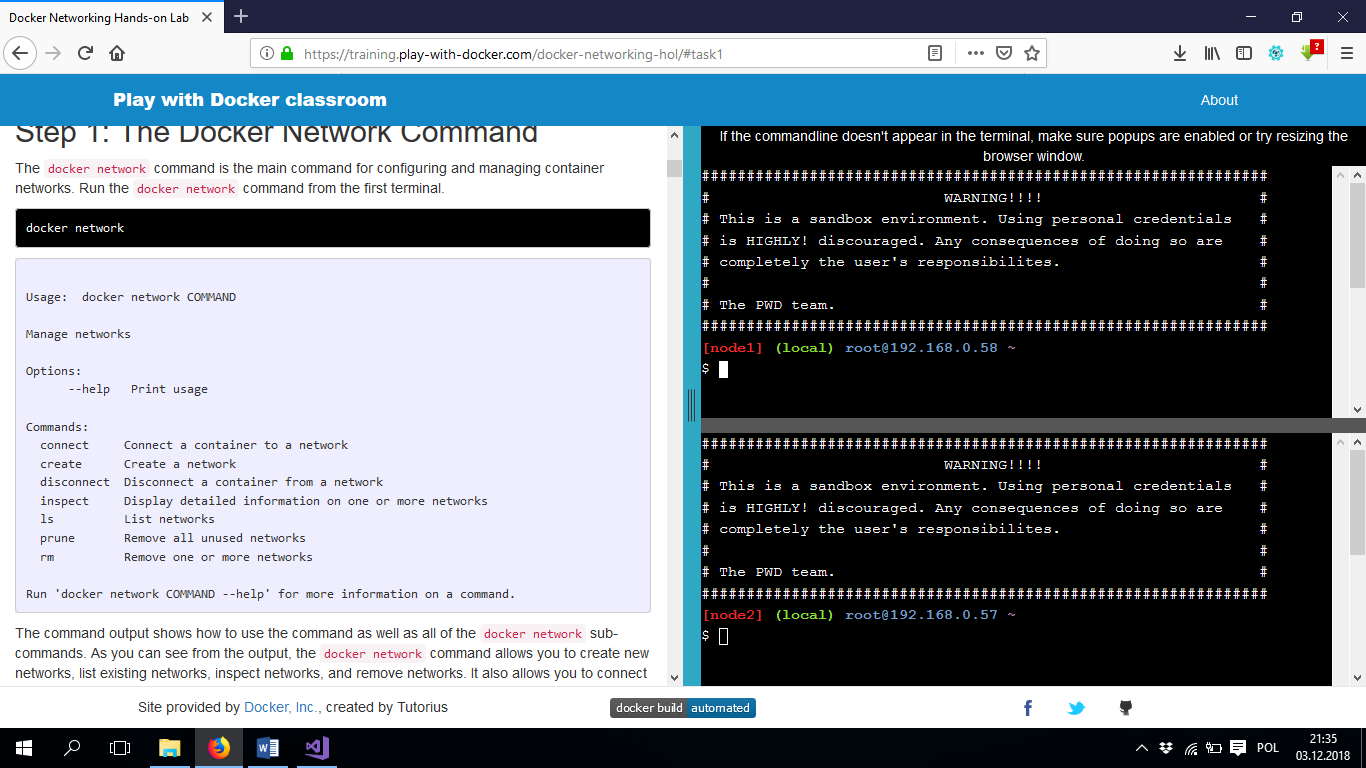 Docker Networking Hands-on Lab
https://training.play-with-docker.com/docker-networking-hol/#task1
?
Play with Docker classroom
About
Step 1: The Docker Network Command
The docker network command is the main command for configuring and managing container
networks. Run the docker network command from the first terminal.
docker network
Usage:  docker network COMMAND
Manage networks
Options:
      --help   Print usage
Commands:
  connect     Connect a container to a network
  create      Create a network
  disconnect  Disconnect a container from a network
  inspect     Display detailed information on one or more networks
  ls          List networks
  prune       Remove all unused networks
  rm          Remove one or more networks
Run 'docker network COMMAND --help' for more information on a command.
The command output shows how to use the command as well as all of the docker network sub-
commands. As you can see from the output, the docker network command allows you to create new
networks, list existing networks, inspect networks, and remove networks. It also allows you to connect
If the commandline doesn't appear in the terminal, make sure popups are enabled or try resizing the
browser window.
###############################################################
#                          WARNING!!!!                        #
# This is a sandbox environment. Using personal credentials   #
# is HIGHLY! discouraged. Any consequences of doing so are    #
# completely the user's responsibilites.                      #
#                                                             #
# The PWD team.                                               #
###############################################################
[node1] (local) root@192.168.0.58 ~
$
###############################################################
#                          WARNING!!!!                        #
# This is a sandbox environment. Using personal credentials   #
# is HIGHLY! discouraged. Any consequences of doing so are    #
# completely the user's responsibilites.                      #
#                                                             #
# The PWD team.                                               #
###############################################################
[node2] (local) root@192.168.0.57 ~
$
Site provided by Docker, Inc., created by Tutorius
docker build automated
POL
21:35
03.12.2018